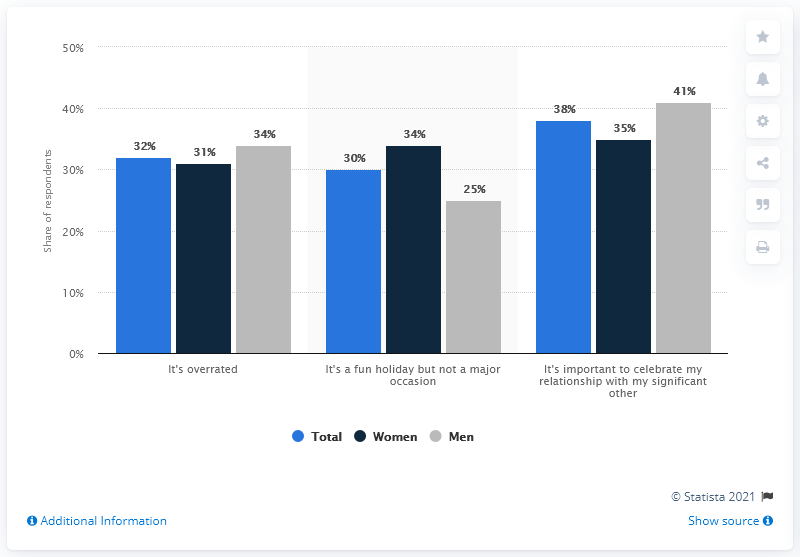 50%
40%
30%
20%
10%
0%
Share of respondents
32%
31%
34%
30%
34%
25%
38%
35%
41%
It's overrated
It's a fun holiday but not a major
occasion
It's important to celebrate my
relationship with my significant
other
Total Women Men
© Statista 2021
Additional Information
Show source